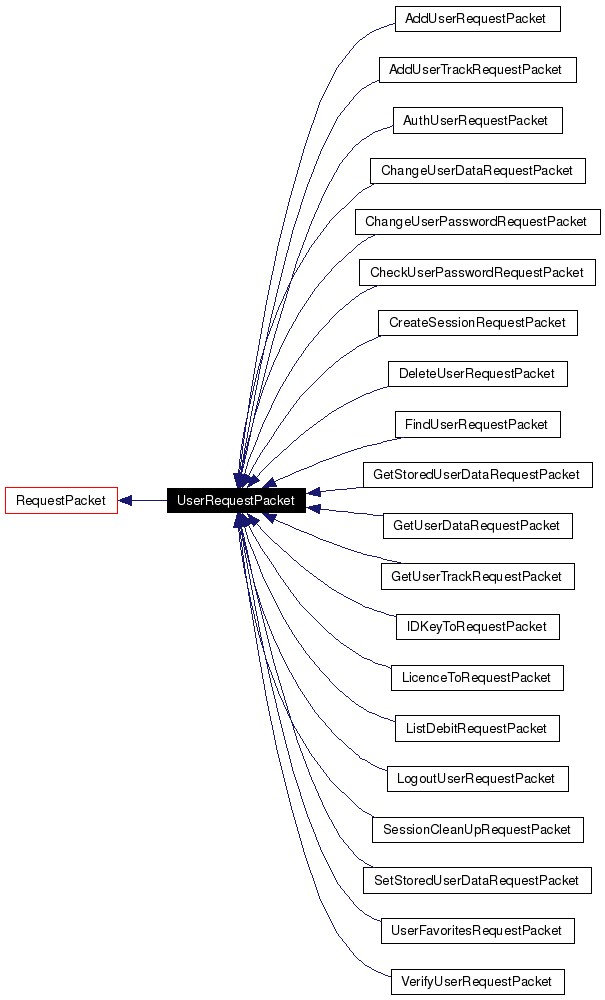 AddUserRequestPacket
AddUserTrackRequestPacket
AuthUserRequestPacket
ChangeUserDataRequestPacket
ChangeUserPasswordRequestPacket
CheckUserPasswordRequestPacket
CreateSessionRequestPacket
DeleteUserRequestPacket
FindUserRequestPacket
GetStoredUserDataRequestPacket
RequestPacket
UserRequestPacket
GetUserDataRequestPacket
GetUserTrackRequestPacket
IDKeyToRequestPacket
LicenceToRequestPacket
ListDebitRequestPacket
LogoutUserRequestPacket
SessionCleanUpRequestPacket
SetStoredUserDataRequestPacket
UserFavoritesRequestPacket
VerifyUserRequestPacket